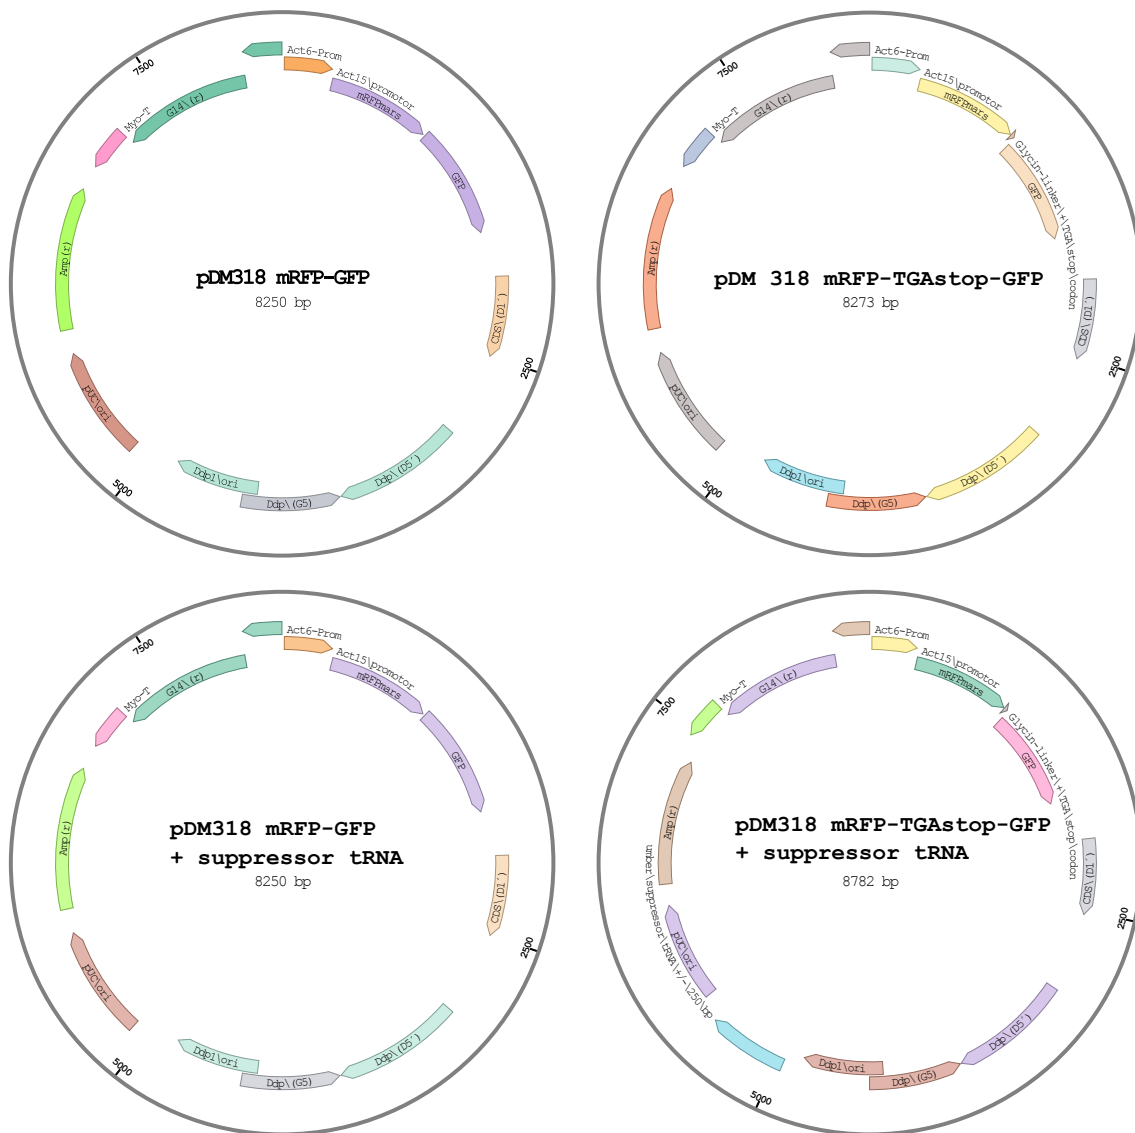 Act6-Prom
Act15\promotor
mRFPmars
GFP
CDS\(D1')
2500
Ddp\(D5´)
Ddp\(G5)
Ddp1\ori
5000
pUC\ori
Amp(r)
Myo-T
G14\(r)
7500
pDM318 mRFP-GFP
8250 bp
Act6-Prom
Act15\promotor
mRFPmars
Glycin-linker\+\TGA\stop\codon
GFP
CDS\(D1')
2500
Ddp\(D5´)
Ddp\(G5)
Ddp1\ori
5000
pUC\ori
Amp(r)
Myo-T
G14\(r)
7500
pDM 318 mRFP-TGAstop-GFP
8273 bp
Act6-Prom
Act15\promotor
mRFPmars
GFP
CDS\(D1')
2500
Ddp\(D5´)
Ddp\(G5)
Ddp1\ori
5000
pUC\ori
Amp(r)
Myo-T
G14\(r)
7500
pDM318 mRFP-GFP
+ suppressor tRNA
8250 bp
Act6-Prom
Act15\promotor
mRFPmars
Glycin-linker\+\TGA\stop\codon
GFP
CDS\(D1')
2500
Ddp\(D5´)
Ddp\(G5)
Ddp1\ori
5000
umber\suppressor\tRNA\+/-\250\bp
pUC\ori
Amp(r)
Myo-T
G14\(r)
7500
pDM318 mRFP-TGAstop-GFP
+ suppressor tRNA
8782 bp